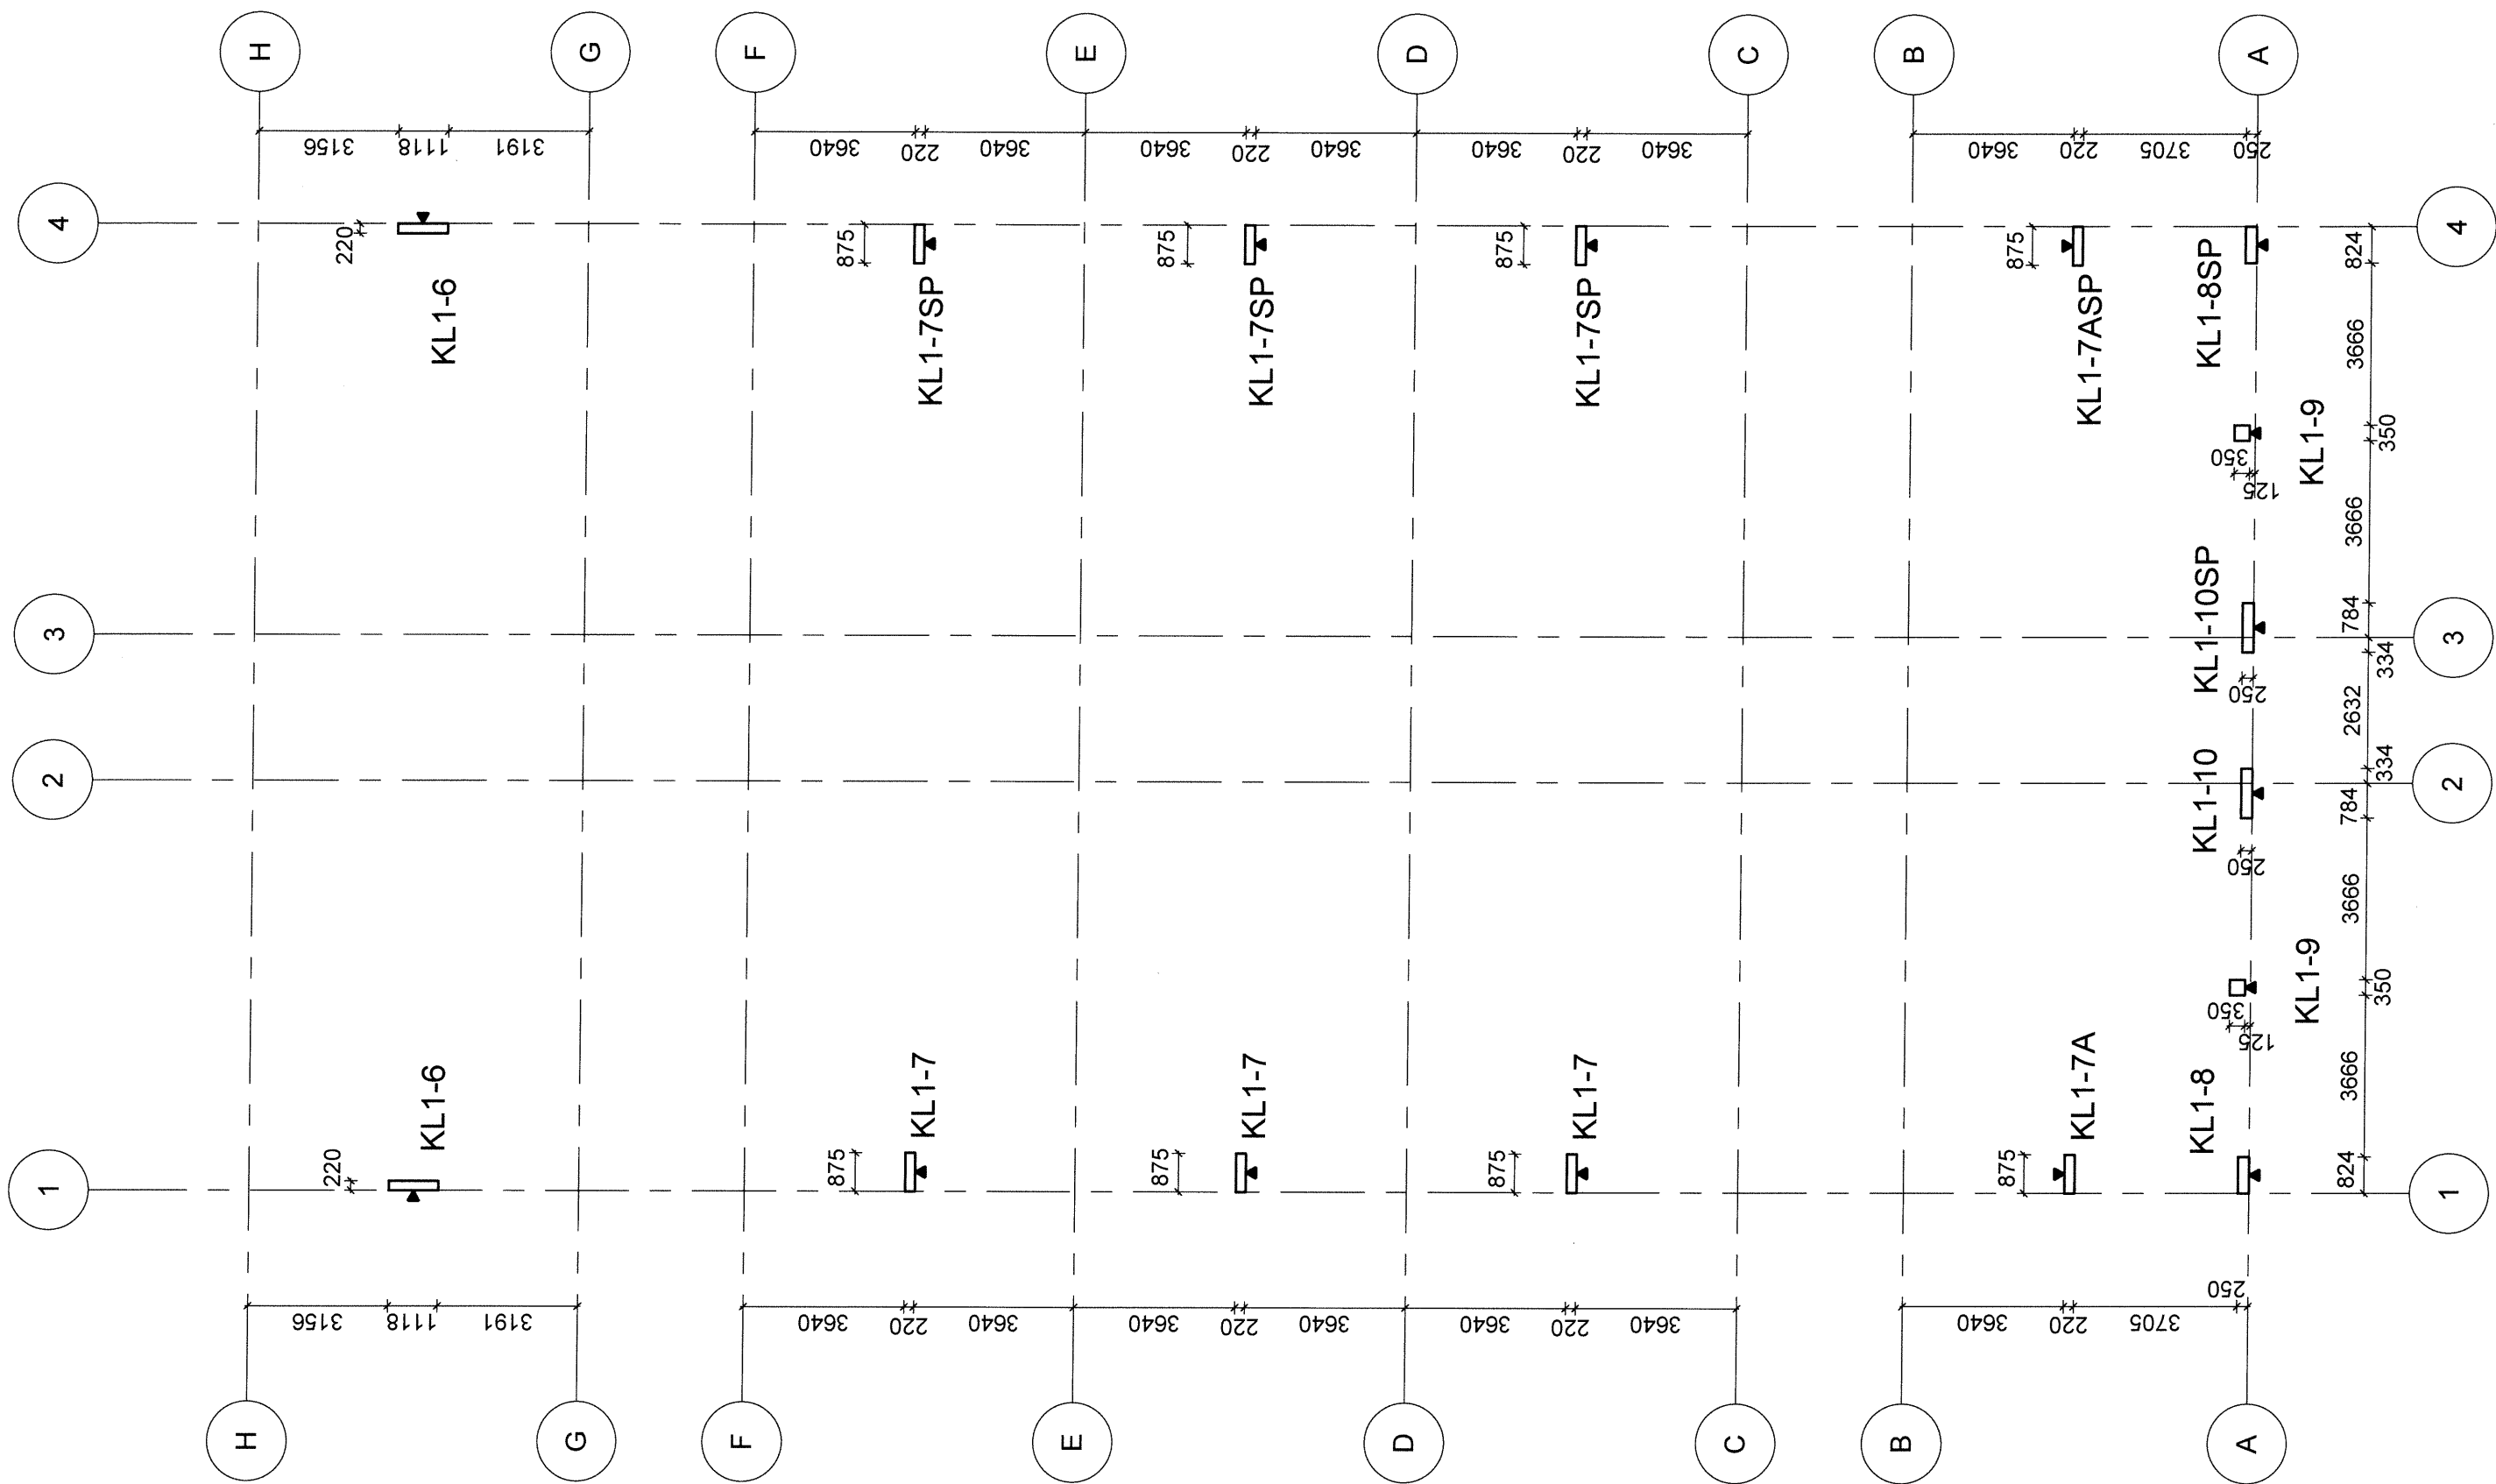 H
G
F
E
D
C
B
A
3156
1118
3191
3640
220
3640
3640
220
3640
3640
220
3640
3640
220
3705
250
4
220
KL1-6
875
KL1-7SP
875
KL1-7SP
875
KL1-7SP
875
KL1-7ASP
KL1-8SP
824
4
3666
350
KL1-9
350
125
3666
3
KL1-10SP
784
3
334
250
2632
2
KL1-10
334
2
784
250
3666
KL1-9
350
350
125
3666
1
220
KL1-6
875
KL1-7
875
KL1-7
875
KL1-7
875
KL1-7A
KL1-8
824
1
3156
1118
3191
3640
220
3640
3640
220
3640
3640
220
3640
3640
220
3705
250
H
G
F
E
D
C
B
A